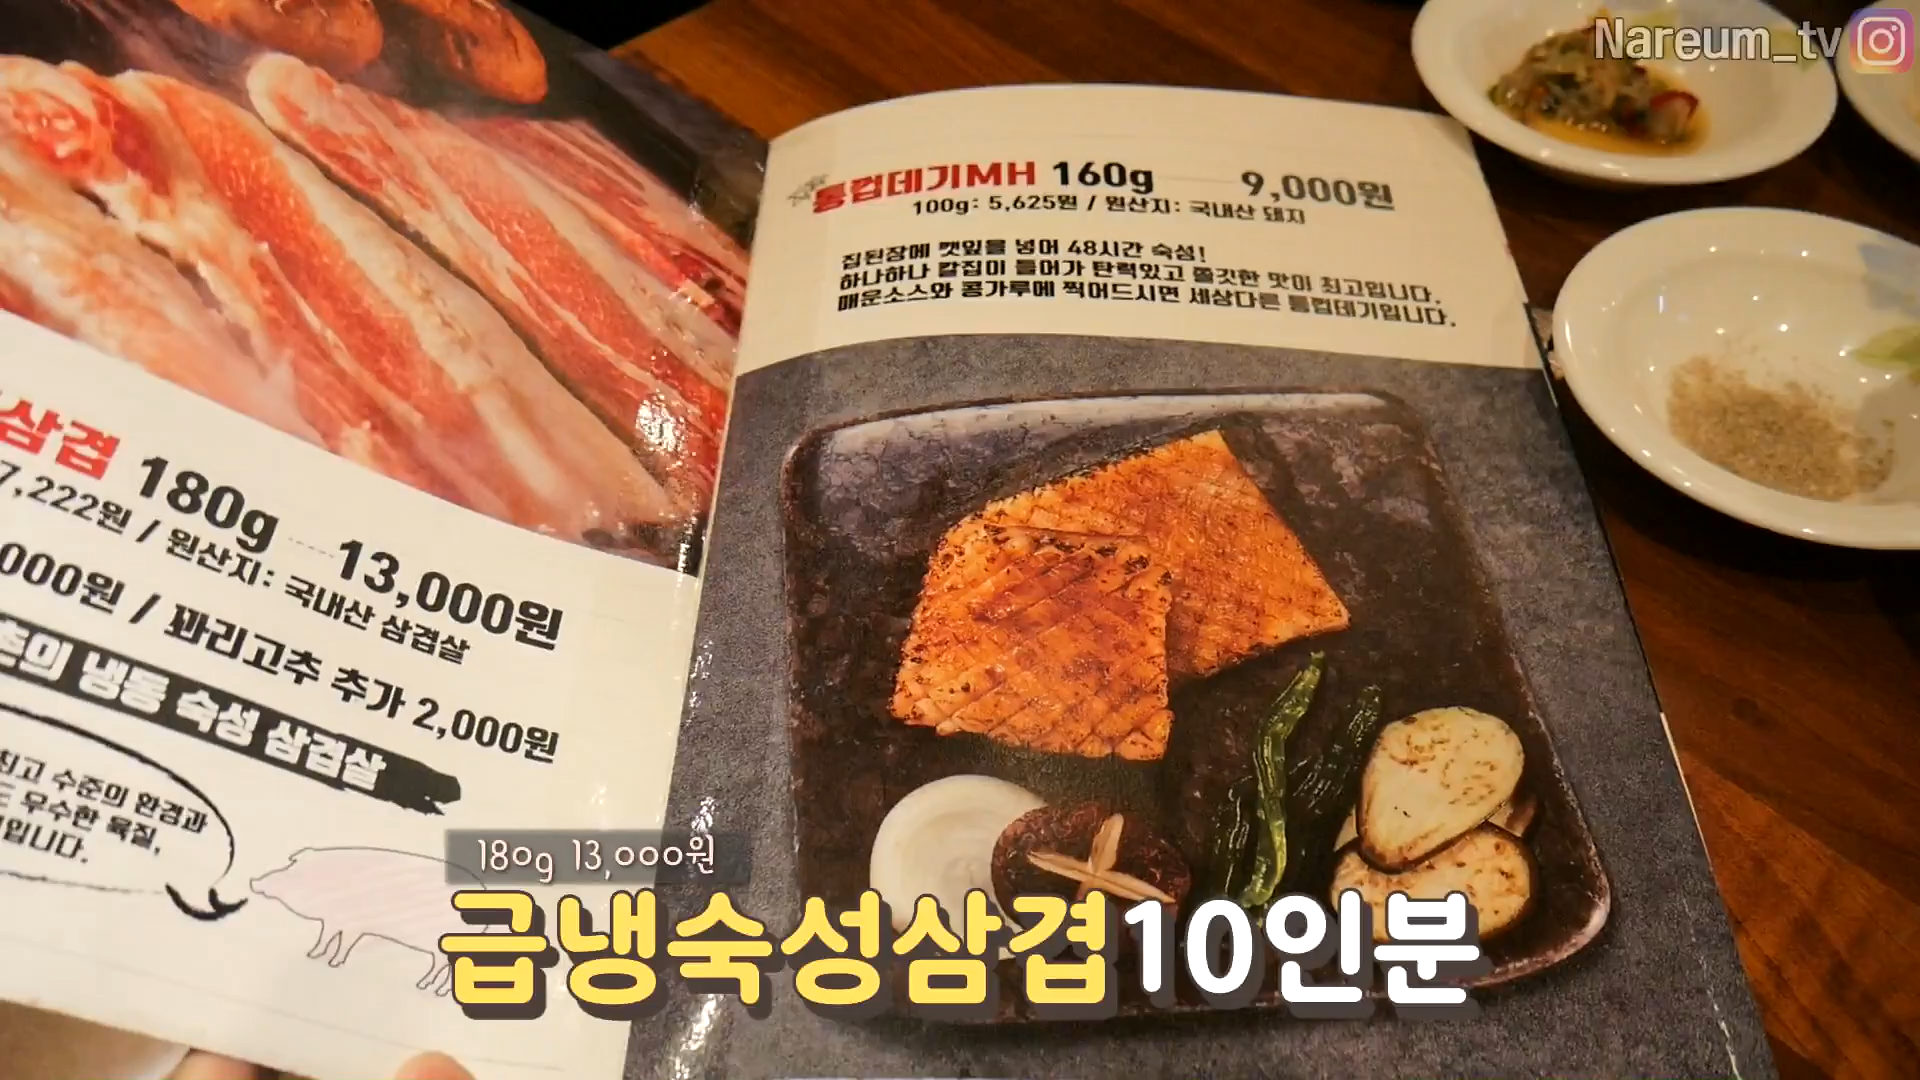 Nareum_tv
통껍데기MH 160g 9,000원
100g: 5,625원 / 원산지: 국내산 돼지
집된장에 깻잎을 넣어 48시간 숙성!
하나하나 칼집이 들어가 탄력있고 쫄깃한 맛이 최고입니다.
매운소스와 콩가루에 찍어드시면 세상다른 통껍데기입니다.
삼겹 180g 13,000원
7,222원 / 원산지: 국내산 삼겹살
000원 / 꽈리고추 추가 2,000원
의 냉동 숙성 삼겹살
최고 수준의 환경과
우수한 육질,
입니다.
180g 13,000원
급냉숙성삼겹10인분